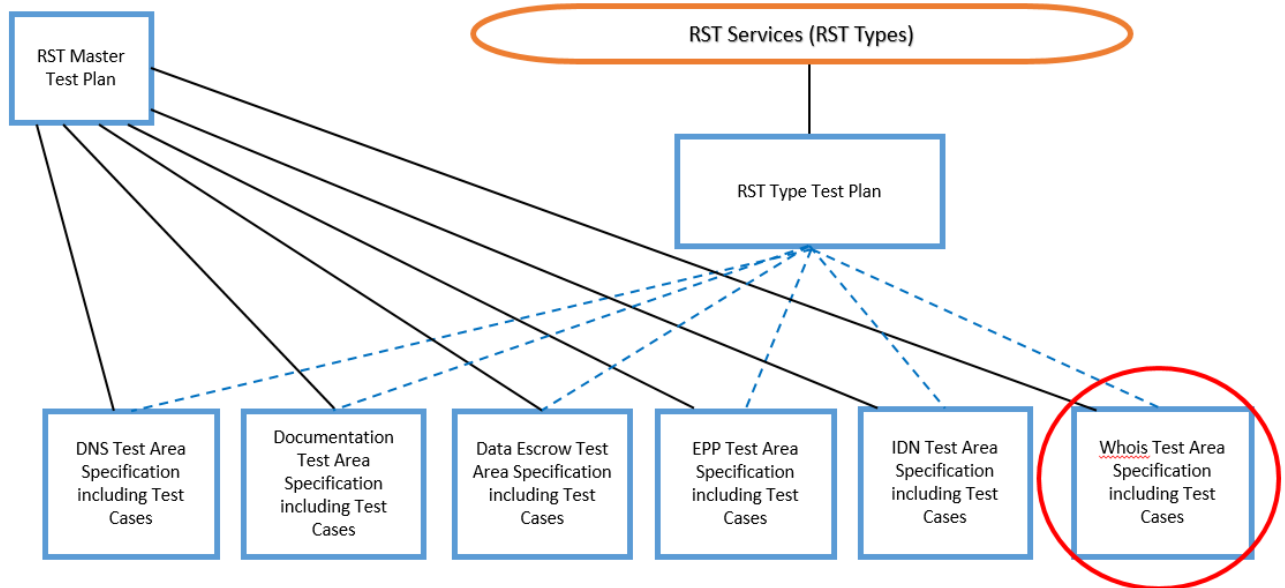 RST Services (RST Types)
RST Master
Test Plan
RST Type Test Plan
DNS Test Area
Specification
including Test
Cases
Documentation
Test Area
Specification
including Test
Cases
Data Escrow Test
Area Specification
including Test
Cases
EPP Test Area
Specification
including Test
Cases
IDN Test Area
Specification
including Test
Cases
Whois Test Area
Specification
including Test
Cases